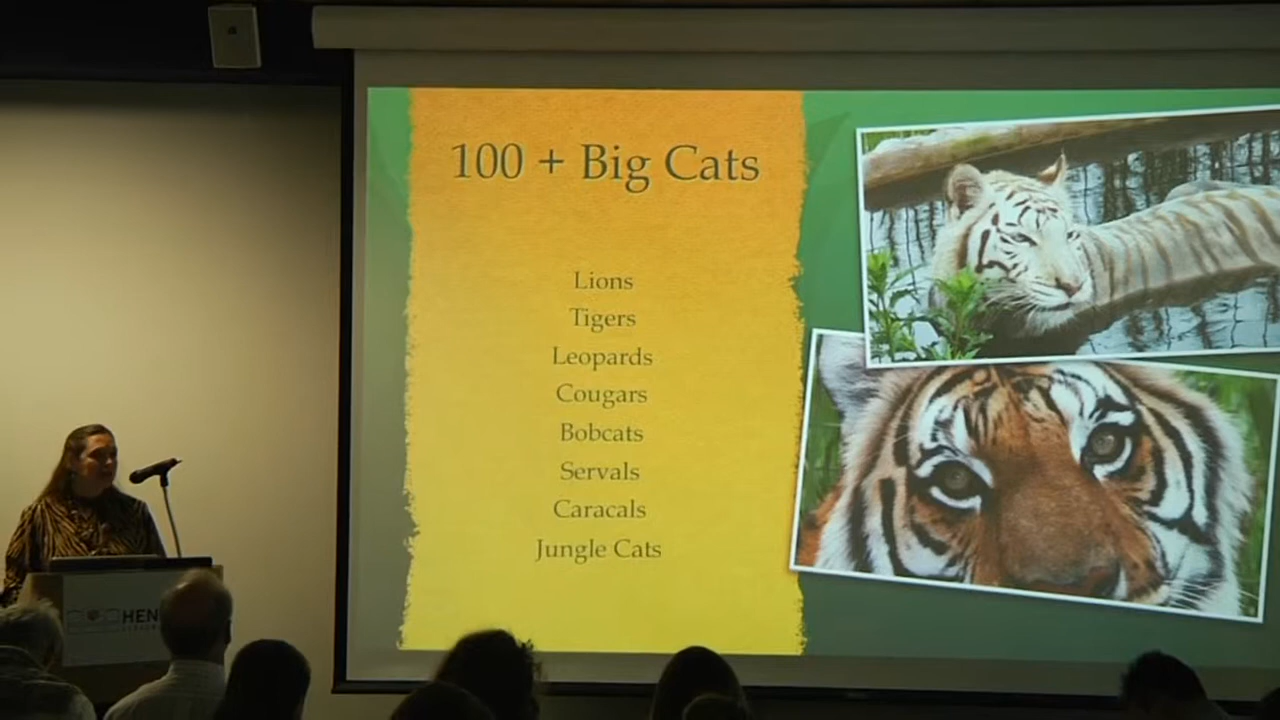 100 + Big Cats
Lions
Tigers
Leopards
Cougars
Bobcats
Servals
Caracals
Jungle Cats
HEN